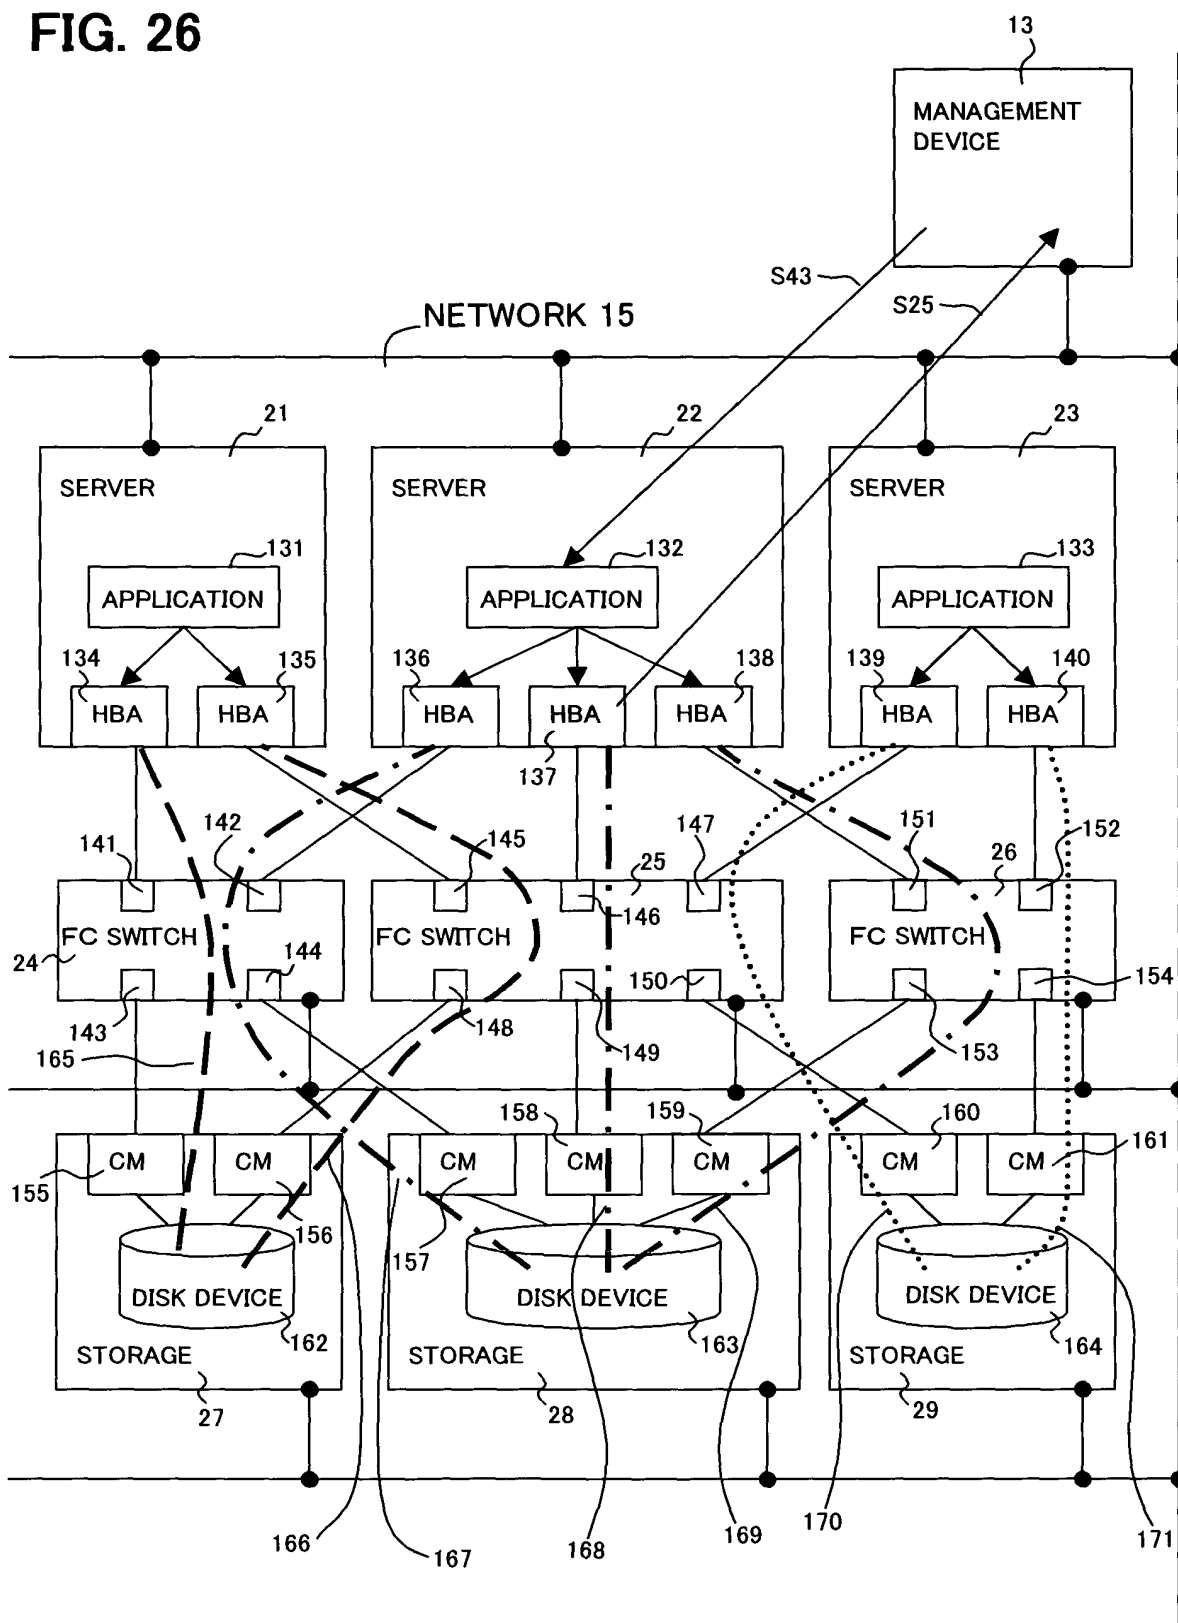 FIG. 26
13
MANAGEMENT
DEVICE
S43
S25
NETWORK 15
21
22
23
SERVER
SERVER
SERVER
131
132
133
APPLICATION
APPLICATION
APPLICATION
134
135
136
138
139
140
HBA
HBA
HBA
HBA
HBA
HBA
HBA
137
141
142
145
147
151
152
25
26
146
FC SWITCH
FC SWITCH
FC SWITCH
24
144
150
154
143
148
149
153
165
158
159
160
161
CM
CM
CM
CM
CM
CM
CM
155
156
157
DISK DEVICE
DISK DEVICE
DISK DEVICE
162
163
164
STORAGE
STORAGE
STORAGE
27
28
29
166
167
168
169
170
171